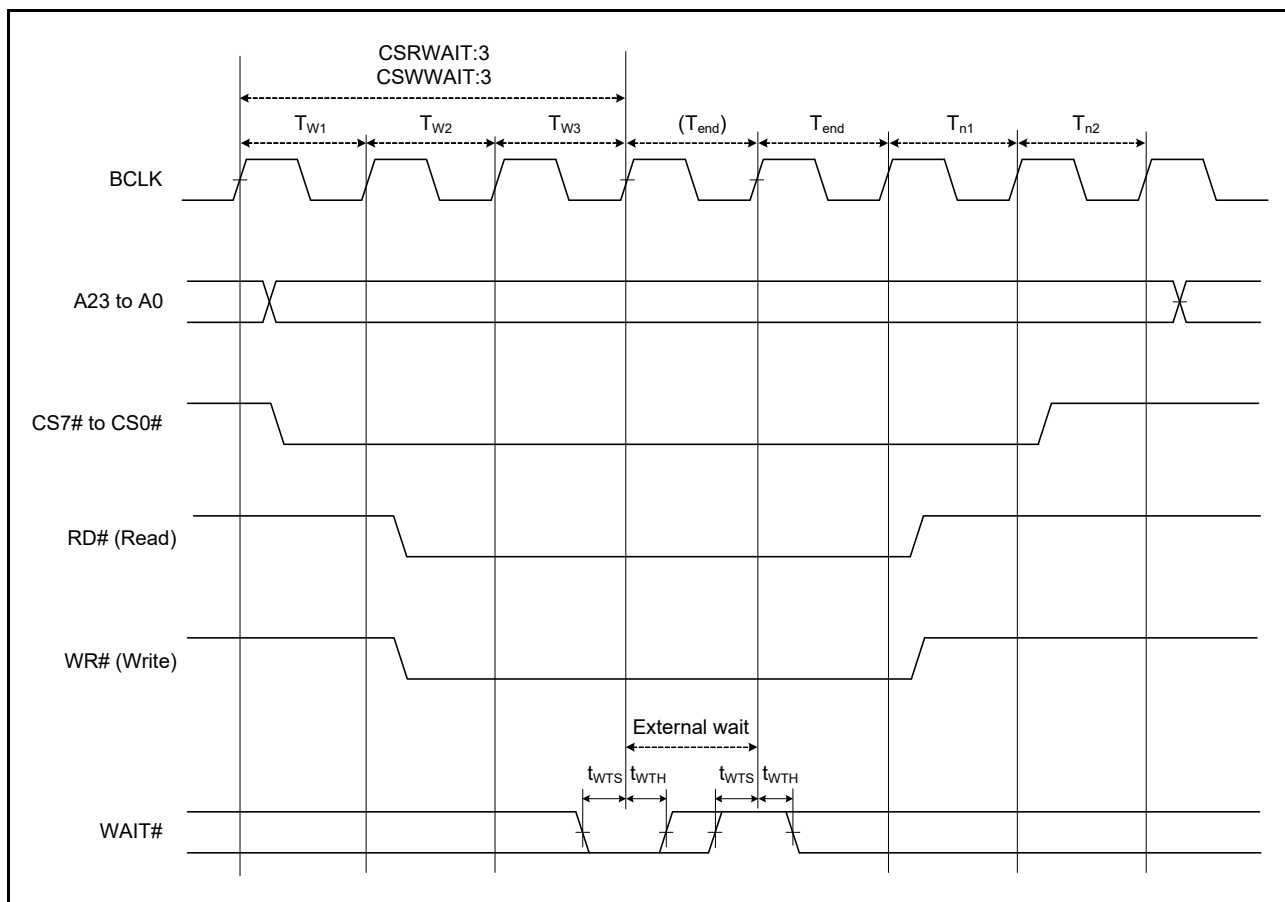 CSRWAIT:3
CSWWAIT:3
TW1 TW2 TW3 (Tend) Tend Tn1 Tn2
BCLK
A23 to A0
CS7# to CS0#
RD# (Read)
WR# (Write)
External wait
tWTS tWTH tWTS tWTH
WAIT#